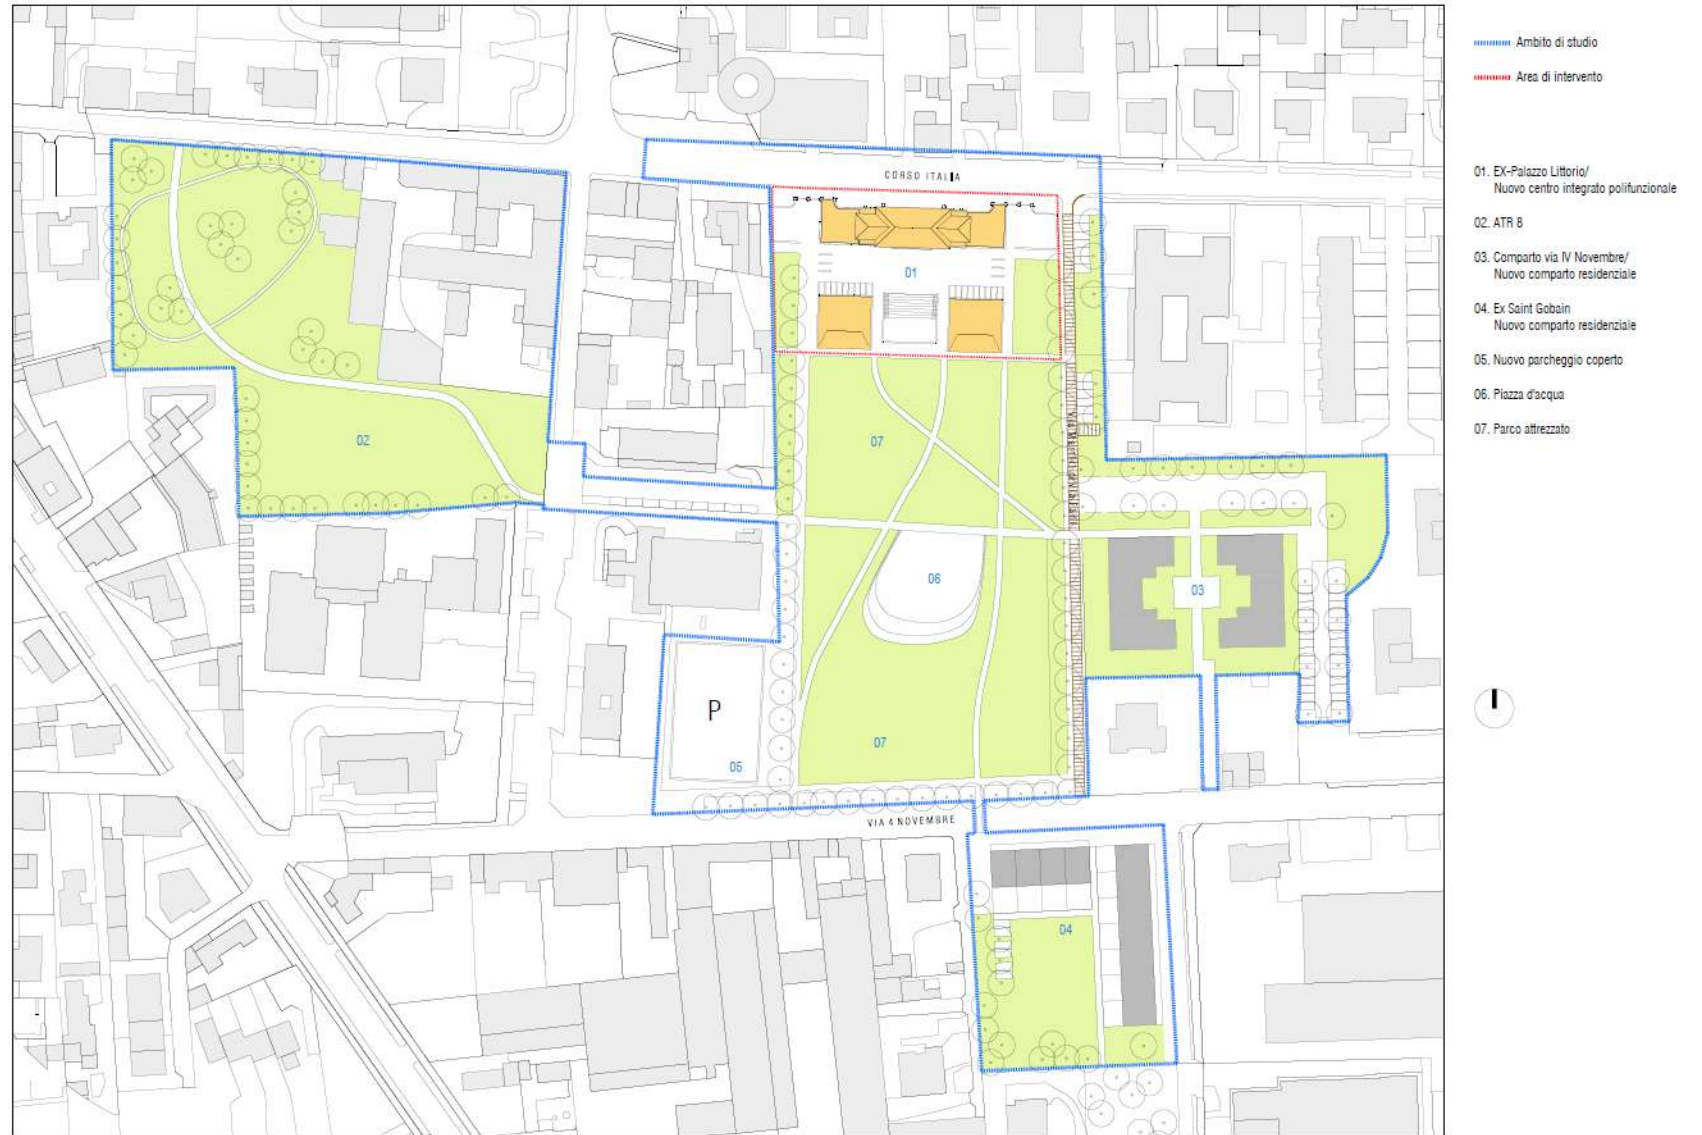 Ambito di studio
Area di intervento
01. EX-Palazzo Littorio/
Nuovo centro integrato polifunzionale
02. ATR 8
03. Comparto via IV Novembre/
Nuovo comparto residenziale
04. Ex Saint Gobain
Nuovo comparto residenziale
05. Nuovo parcheggio coperto
06. Piazza d'acqua
07. Parco attrezzato
CORSO ITALIA
01
02
07
06
03
P
05
07
VIA 4 NOVEMBRE
04